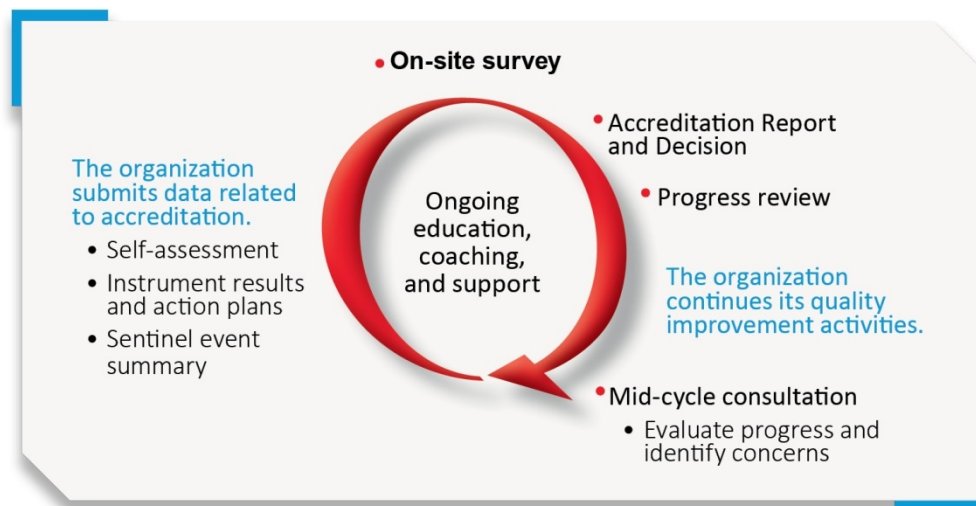 • On-site survey
• Accreditation Report
and Decision
• Progress review
The organization
continues its quality
improvement activities.
• Mid-cycle consultation
• Evaluate progress and
identify concerns
The organization
submits data related
to accreditation.
• Self-assessment
• Instrument results
and action plans
• Sentinel event
summary
Ongoing
education,
coaching,
and support